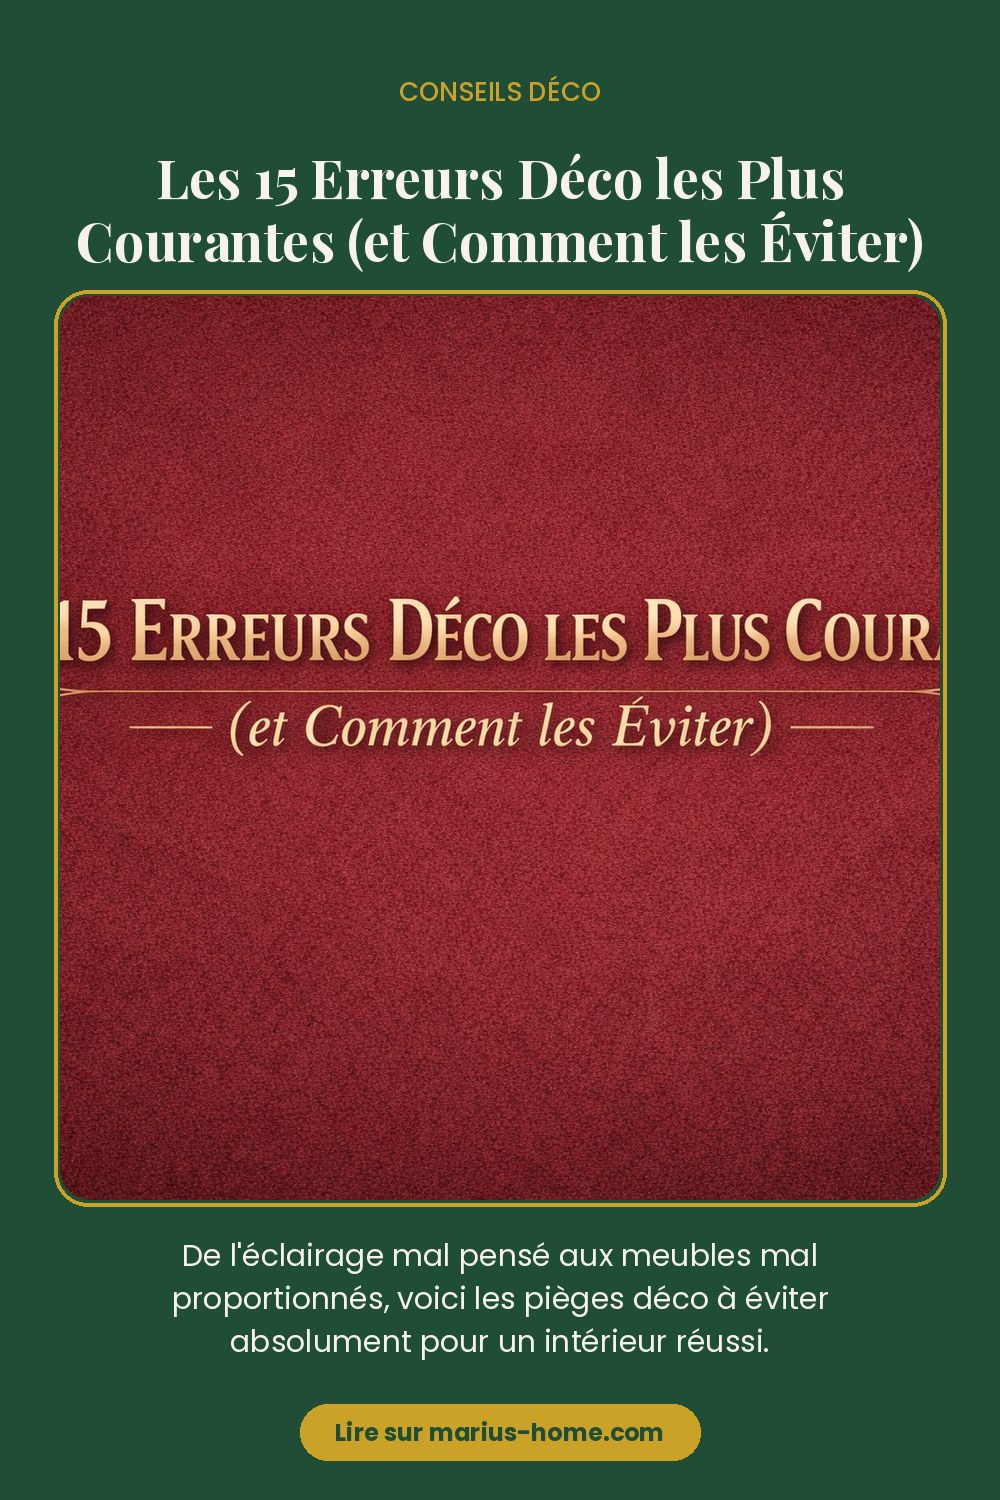 CONSEILS DÉCO
Les 15 Erreurs Déco les Plus
Courantes (et Comment les Éviter)
15 Erreurs Déco les Plus Cour
(et Comment les Éviter)
De l'éclairage mal pensé aux meubles mal
proportionnés, voici les pièges déco à éviter
absolument pour un intérieur réussi.
Lire sur marius-home.com